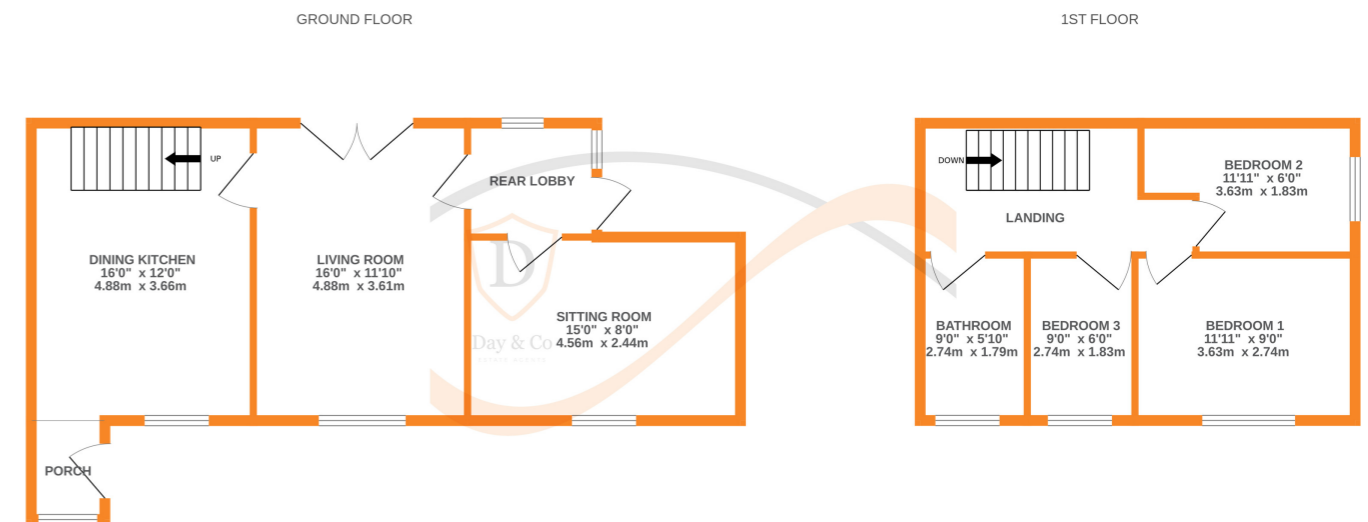 GROUND FLOOR
1ST FLOOR
UP
DINING KITCHEN
16'0" x 12'0"
4.88m x 3.66m
LIVING ROOM
16'0" x 11'10"
4.88m x 3.61m
REAR LOBBY
SITTING ROOM
15'0" x 8'0"
4.56m x 2.44m
PORCH
D
Day & Co
ESTATE AGENTS
DOWN
LANDING
BEDROOM 2
11'11" x 6'0"
3.63m x 1.83m
BATHROOM
9'0" x 5'10"
2.74m x 1.79m
BEDROOM 3
9'0" x 6'0"
2.74m x 1.83m
BEDROOM 1
11'11" x 9'0"
3.63m x 2.74m